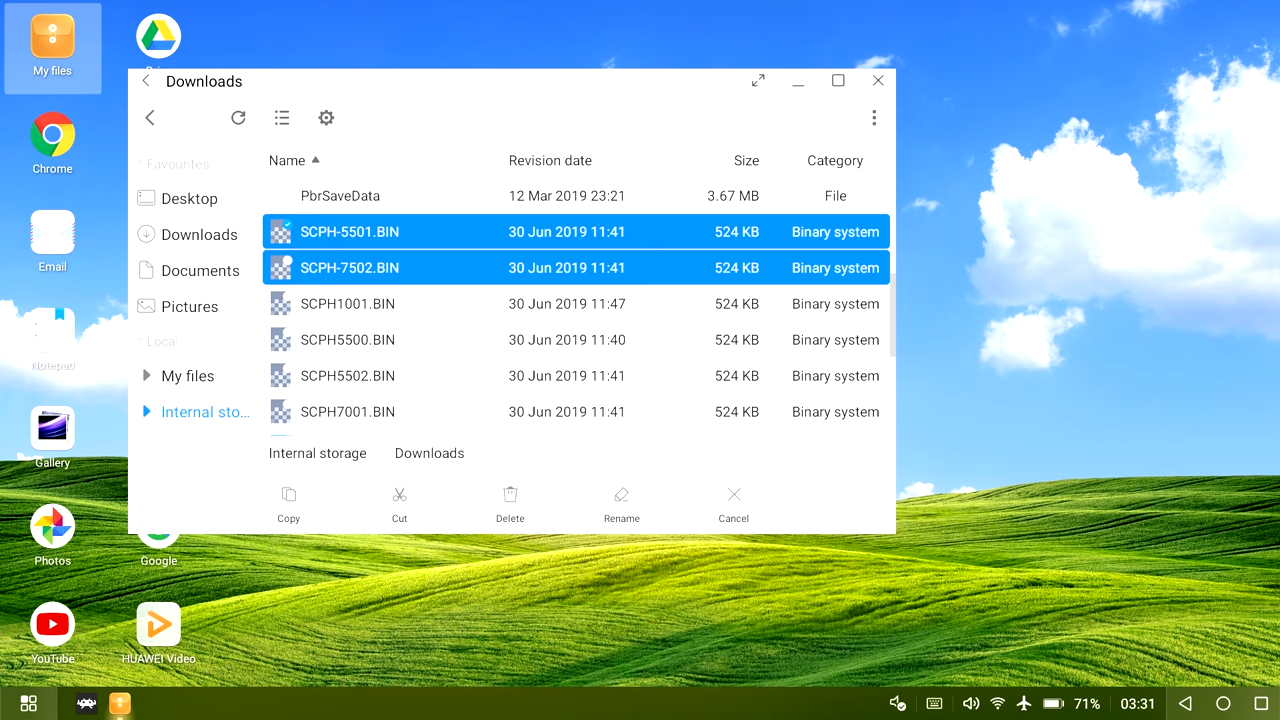 My files
Chrome
Email
Notepad
Gallery
Photos
YouTube
Google
HUAWEI Video
Downloads
Favourites
Desktop
Downloads
Documents
Pictures
Local
My files
Internal sto...
Name Revision date Size Category
PbrSaveData 12 Mar 2019 23:21 3.67 MB File
SCPH-5501.BIN 30 Jun 2019 11:41 524 KB Binary system
SCPH-7502.BIN 30 Jun 2019 11:41 524 KB Binary system
SCPH1001.BIN 30 Jun 2019 11:47 524 KB Binary system
SCPH5500.BIN 30 Jun 2019 11:40 524 KB Binary system
SCPH5502.BIN 30 Jun 2019 11:41 524 KB Binary system
SCPH7001.BIN 30 Jun 2019 11:41 524 KB Binary system
Internal storage Downloads
Copy Cut Delete Rename Cancel
71% 03:31